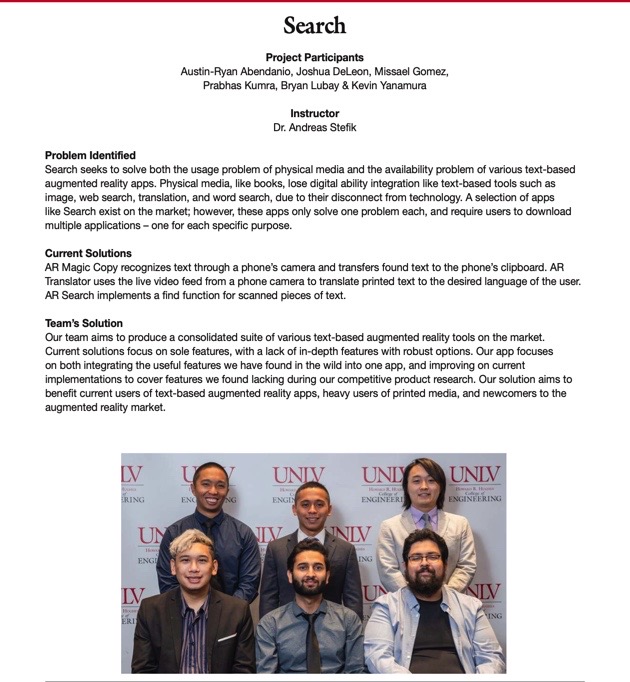 Search
Project Participants
Austin-Ryan Abendanio, Joshua DeLeon, Missael Gomez,
Prabhas Kumra, Bryan Lubay & Kevin Yanamura
Instructor
Dr. Andreas Stefik
Problem Identified
Search seeks to solve both the usage problem of physical media and the availability problem of various text-based
augmented reality apps. Physical media, like books, lose digital ability integration like text-based tools such as
image, web search, translation, and word search, due to their disconnect from technology. A selection of apps
like Search exist on the market; however, these apps only solve one problem each, and require users to download
multiple applications – one for each specific purpose.
Current Solutions
AR Magic Copy recognizes text through a phone’s camera and transfers found text to the phone’s clipboard. AR
Translator uses the live video feed from a phone camera to translate printed text to the desired language of the user.
AR Search implements a find function for scanned pieces of text.
Team’s Solution
Our team aims to produce a consolidated suite of various text-based augmented reality tools on the market.
Current solutions focus on sole features, with a lack of in-depth features with robust options. Our app focuses
on both integrating the useful features we have found in the wild into one app, and improving on current
implementations to cover features we found lacking during our competitive product research. Our solution aims to
benefit current users of text-based augmented reality apps, heavy users of printed media, and newcomers to the
augmented reality market.
UNLV UNLV UNLV
College of
ENGINEERING